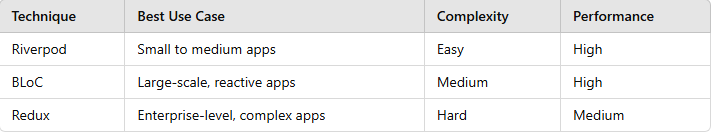 Technique Best Use Case Complexity Performance
Riverpod Small to medium apps Easy High
BLoC Large-scale, reactive apps Medium High
Redux Enterprise-level, complex apps Hard Medium